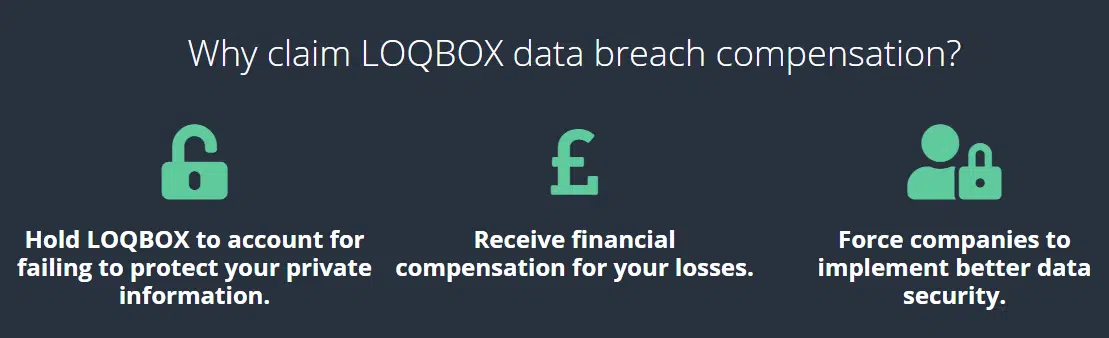 Why claim LOQBOX data breach compensation?
Hold LOQBOX to account for
failing to protect your private
information.
Receive financial
compensation for your losses.
Force companies to
implement better data
security.